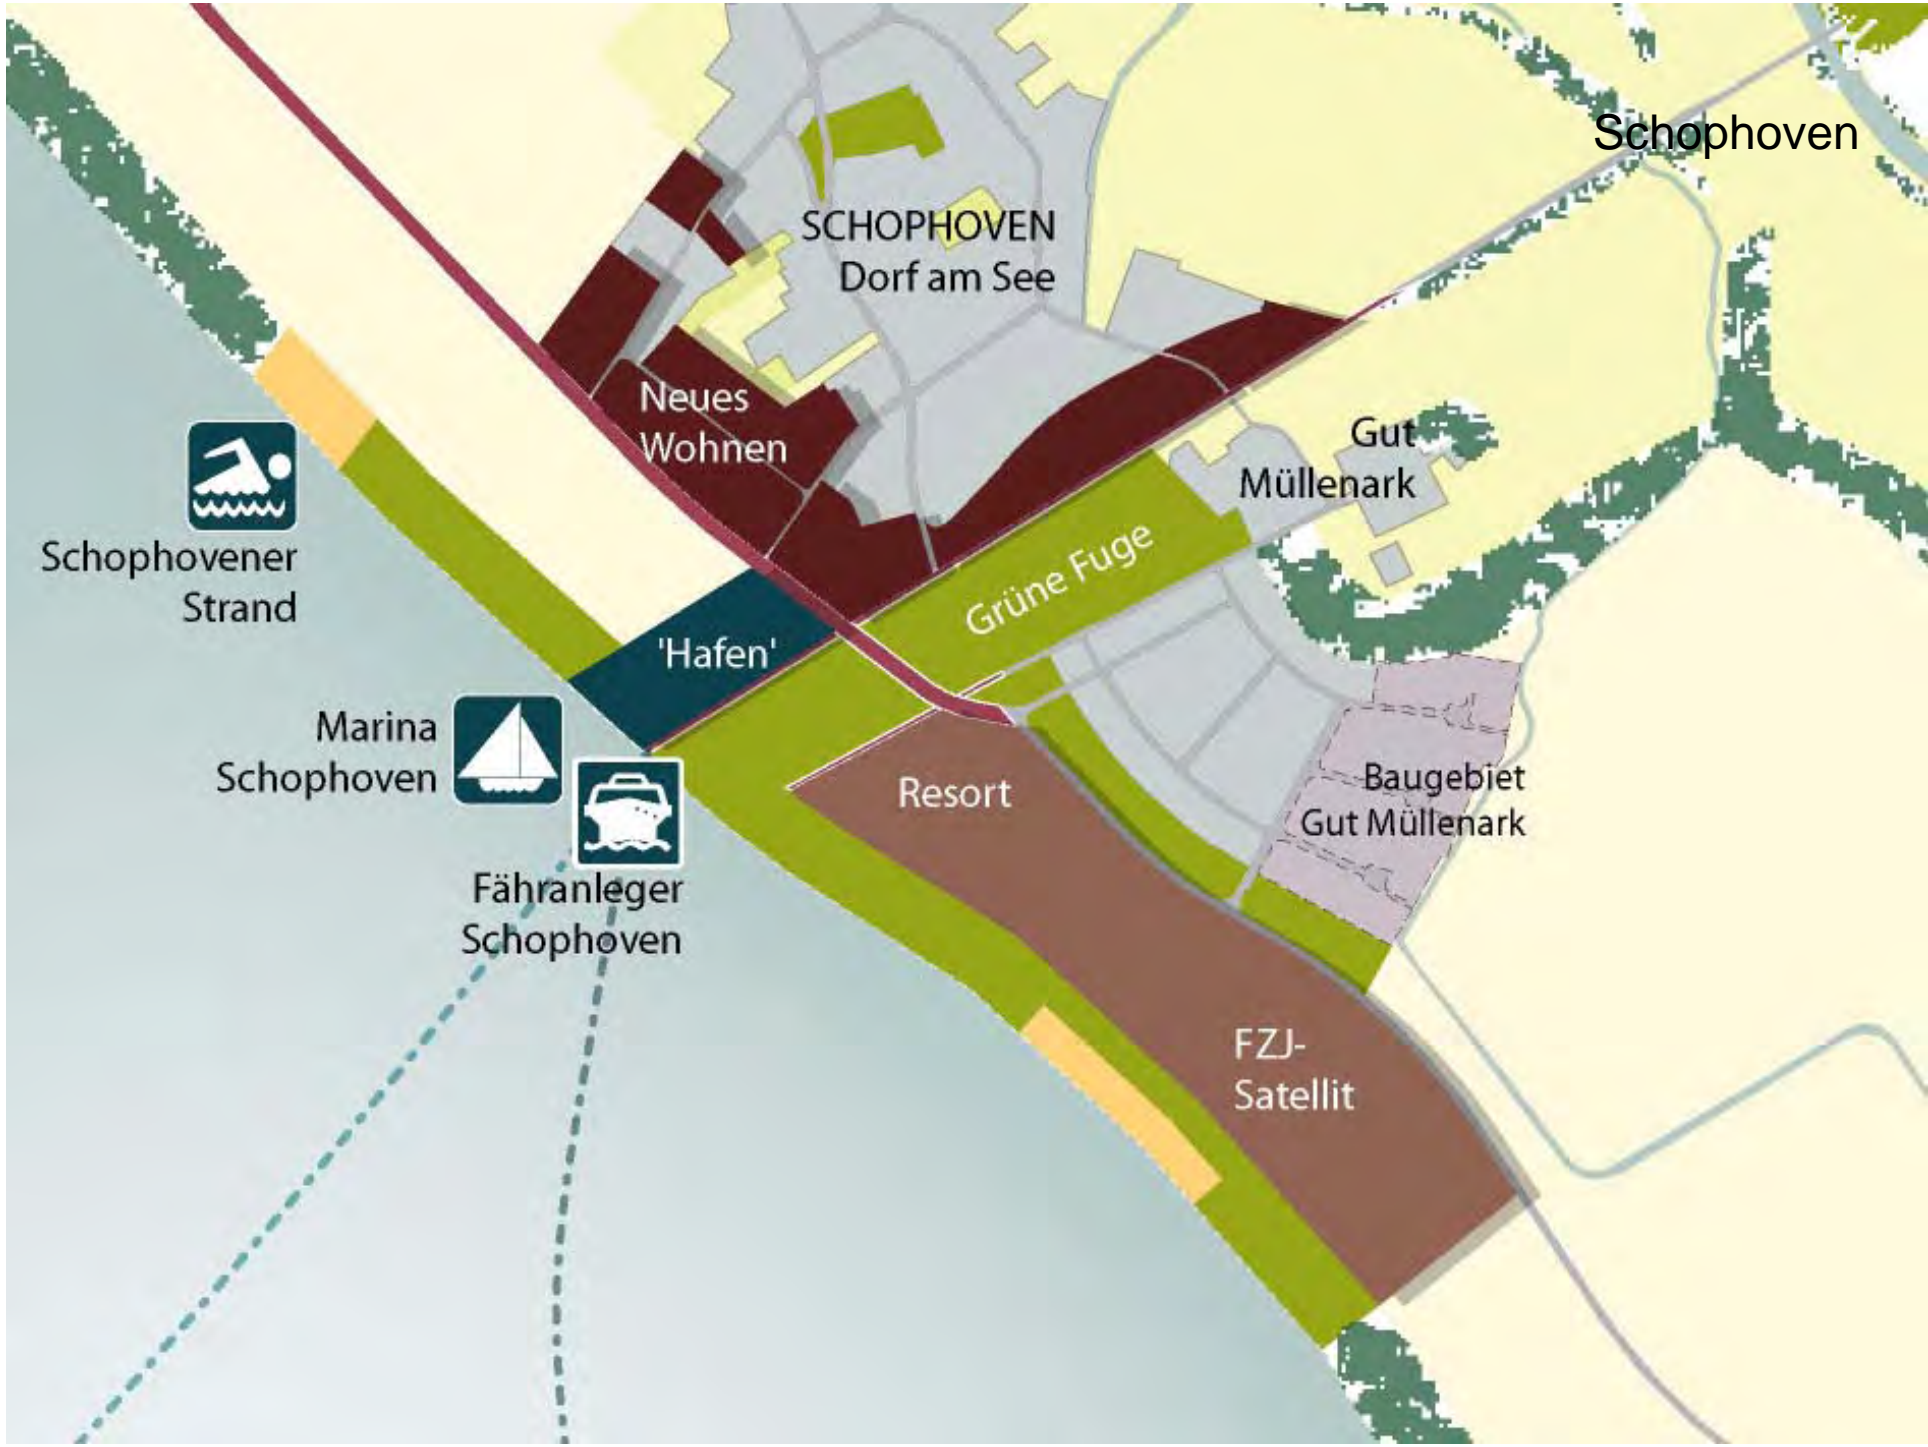 Schophoven
SCHOPHOVEN
Dorf am See
Neues
Wohnen
Gut
Müllenark
Schophovener
Strand
Grüne Fuge
'Hafen'
Marina
Schophoven
Resort
Baugebiet
Gut Müllenark
Fähranleger
Schophoven
FZJ-
Satellit